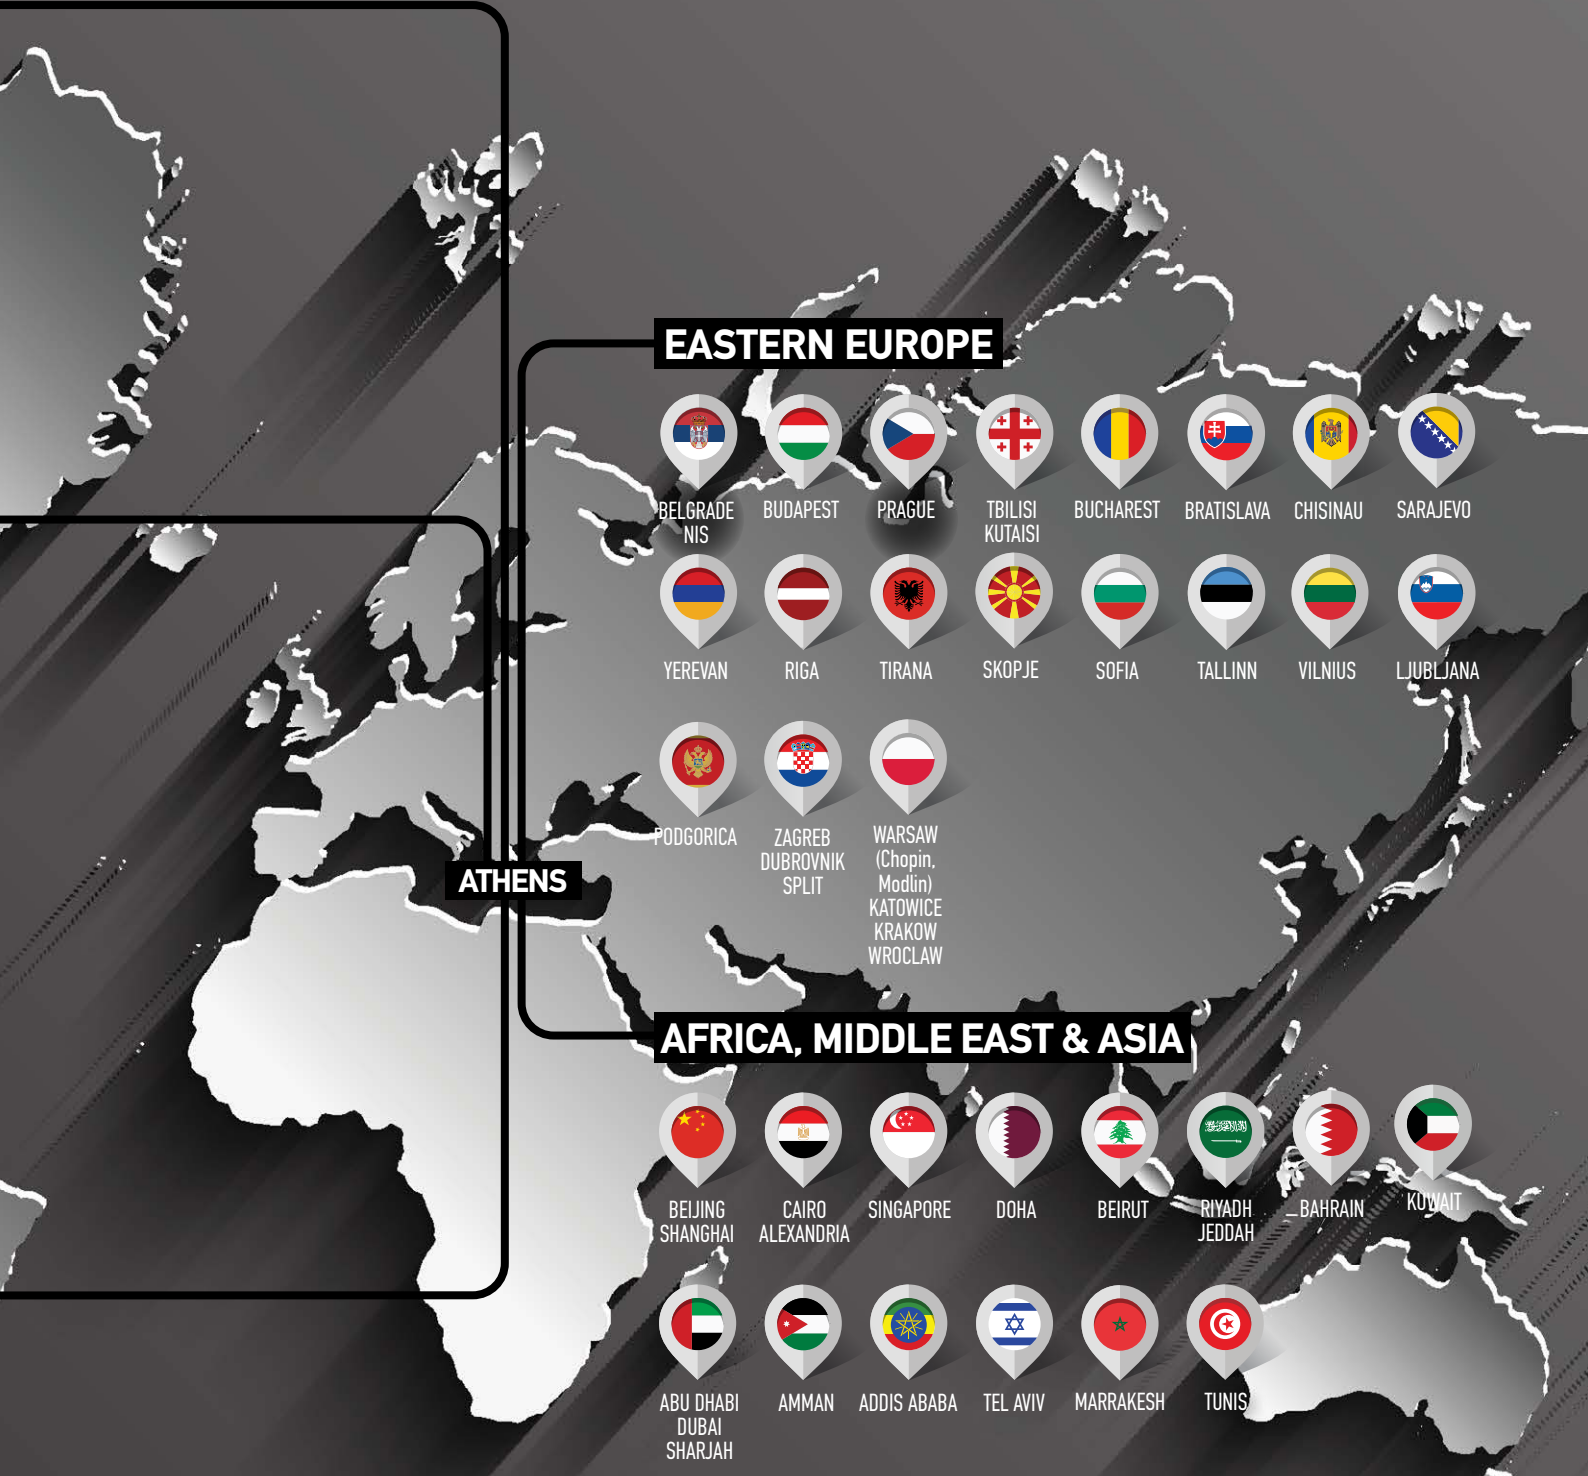 EASTERN EUROPE
BELGRADE
NIS
BUDAPEST
PRAGUE
TBILISI
KUTAISI
BUCHAREST
BRATISLAVA
CHISINAU
SARAJEVO
YEREVAN
RIGA
TIRANA
SKOPJE
SOFIA
TALLINN
VILNIUS
LJUBLJANA
PODGORICA
ZAGREB
DUBROVNIK
SPLIT
WARSAW
(Chopin,
Modlin)
KATOWICE
KRAKOW
WROCLAW
ATHENS
AFRICA, MIDDLE EAST & ASIA
BEIJING
SHANGHAI
CAIRO
ALEXANDRIA
SINGAPORE
DOHA
BEIRUT
RIYADH
JEDDAH
BAHRAIN
KUWAIT
ABU DHABI
DUBAI
SHARJAH
AMMAN
ADDIS ABABA
TEL AVIV
MARRAKESH
TUNIS